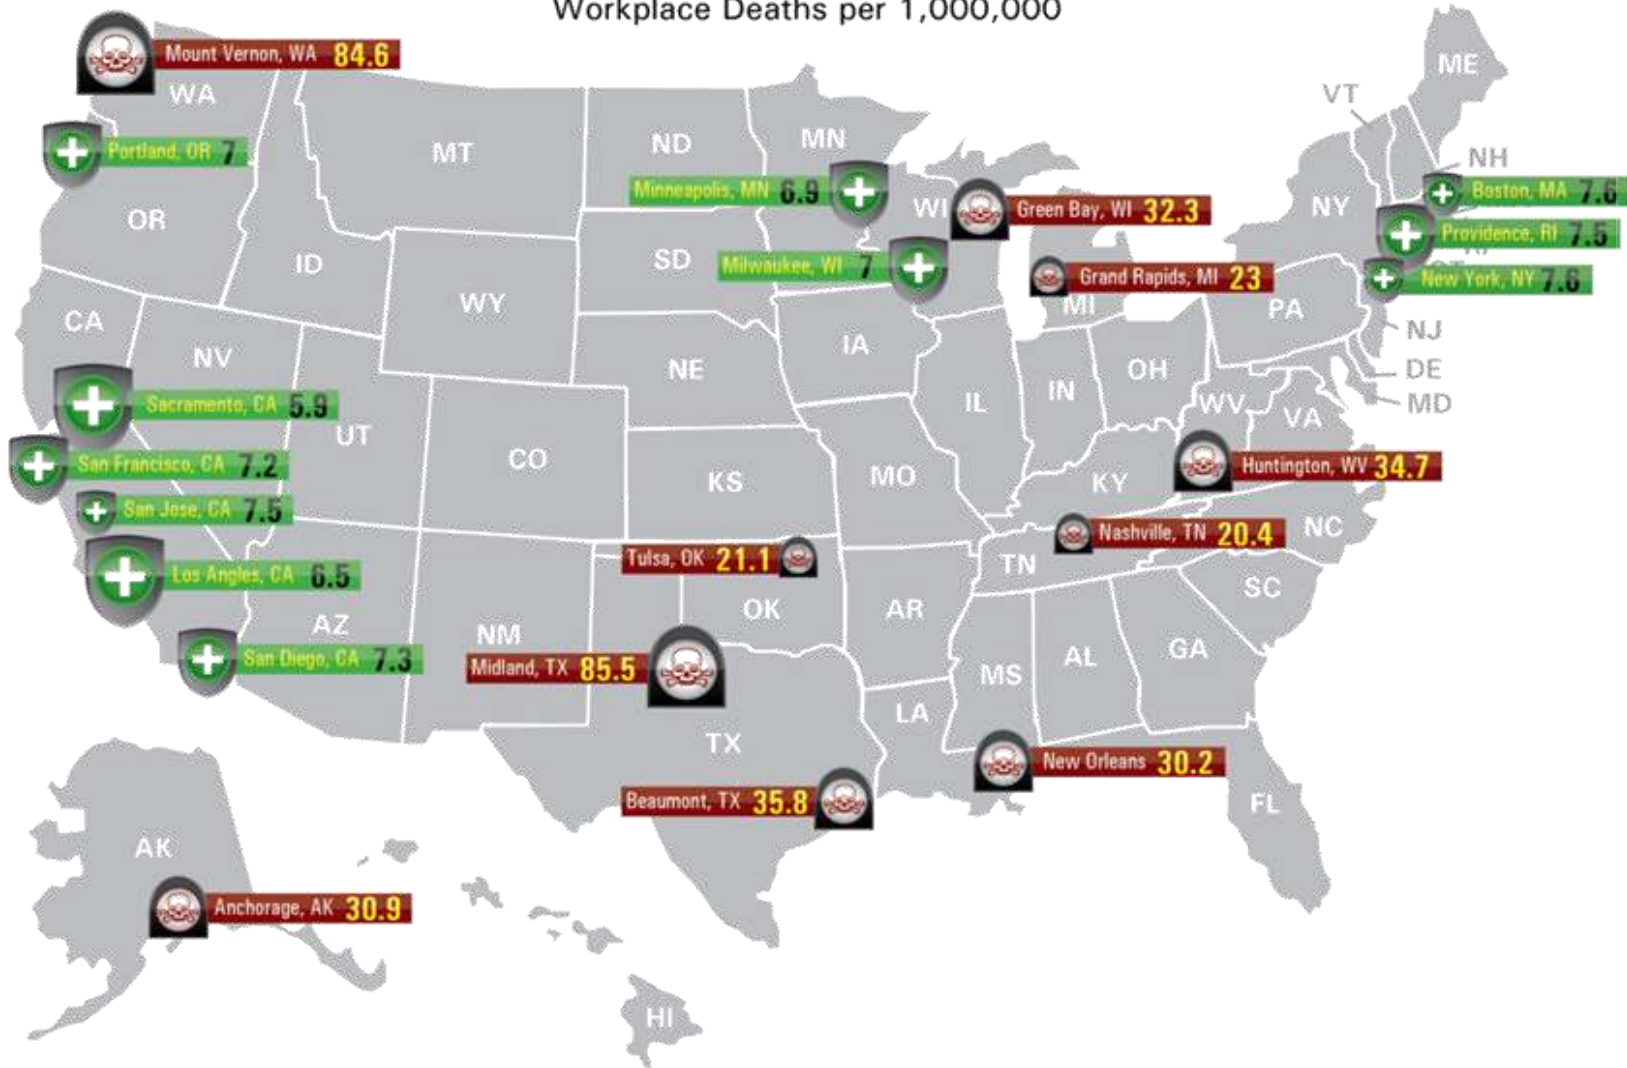 Workplace Deaths per 1,000,000
Mount Vernon, WA 84.6
WA
Portland, OR 7
OR
MT
ND
MN
Minneapolis, MN 6.9
WI
Green Bay, WI 32.3
Milwaukee, WI 7
SD
ID
WY
Grand Rapids, MI 23
MI
ME
VT
NH
NY
Boston, MA 7.6
Providence, RI 7.5
New York, NY 7.6
PA
NJ
DE
MD
CA
NV
NE
IA
IL
IN
OH
WV
VA
Sacramento, CA 5.9
UT
San Francisco, CA 7.2
CO
KS
MO
KY
Huntington, WV 34.7
San Jose, CA 7.5
Los Angles, CA 6.5
Tulsa, OK 21.1
OK
Nashville, TN 20.4
TN
NC
SC
AZ
NM
AR
San Diego, CA 7.3
Midland, TX 85.5
MS
AL
GA
LA
TX
New Orleans 30.2
Beaumont, TX 35.8
FL
AK
Anchorage, AK 30.9
HI